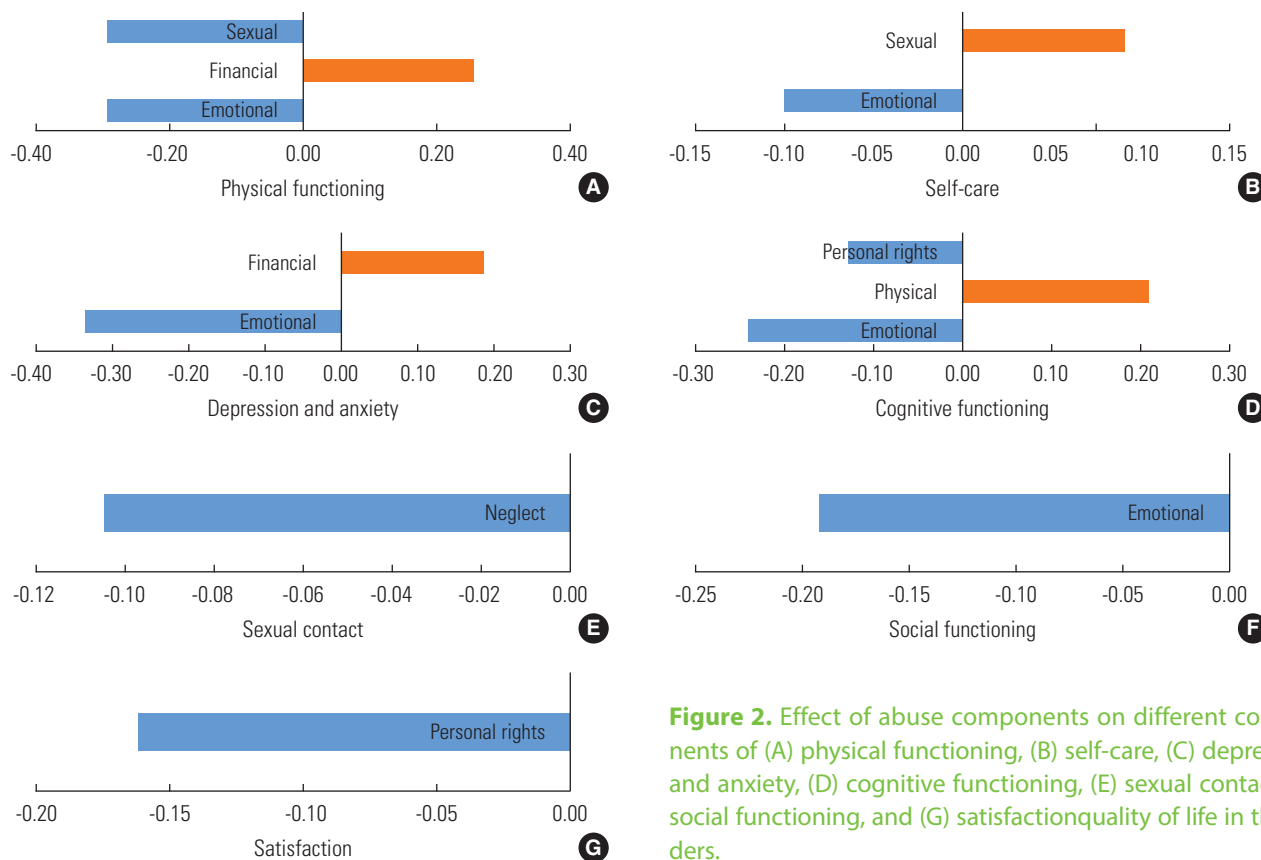 Sexual
Financial
Emotional
-0.40 -0.20 0.00 0.20 0.40
Physical functioning
A
Sexual
Emotional
-0.15 -0.10 -0.05 0.00 0.05 0.10 0.15
Self-care
B
Financial
Emotional
-0.40 -0.30 -0.20 -0.10 0.00 0.10 0.20 0.30
Depression and anxiety
C
Personal rights
Physical
Emotional
-0.30 -0.20 -0.10 0.00 0.10 0.20 0.30
Cognitive functioning
D
Neglect
-0.12 -0.10 -0.08 -0.06 -0.04 -0.02 0.00
Sexual contact
E
Emotional
-0.25 -0.20 -0.15 -0.10 -0.05 0.00
Social functioning
F
Personal rights
-0.20 -0.15 -0.10 -0.05 0.00
Satisfaction
G
Figure 2. Effect of abuse components on different co
nents of (A) physical functioning, (B) self-care, (C) depre
and anxiety, (D) cognitive functioning, (E) sexual conta
social functioning, and (G) satisfactionquality of life in t
ders.